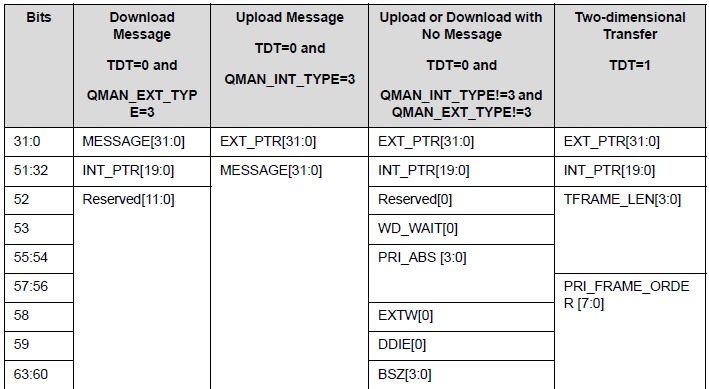 Bits
Download
Message
TDT=0 and
QMAN_EXT_TYP
E=3
Upload Message
TDT=0 and
QMAN_INT_TYPE=3
Upload or Download with
No Message
TDT=0 and
QMAN_INT_TYPE!=3 and
QMAN_EXT_TYPE!=3
Two-dimensional
Transfer
TDT=1
31:0 MESSAGE[31:0] EXT_PTR[31:0] EXT_PTR[31:0] EXT_PTR[31:0]
51:32 INT_PTR[19:0] MESSAGE[31:0] INT_PTR[19:0] INT_PTR[19:0]
52 Reserved[11:0] Reserved[0] TFRAME_LEN[3:0]
53 WD_WAIT[0]
55:54 PRI_ABS [3:0]
57:56 PRI_FRAME_ORDE
R [7:0]
58 EXTW[0]
59 DDIE[0]
63:60 BSZ[3:0]